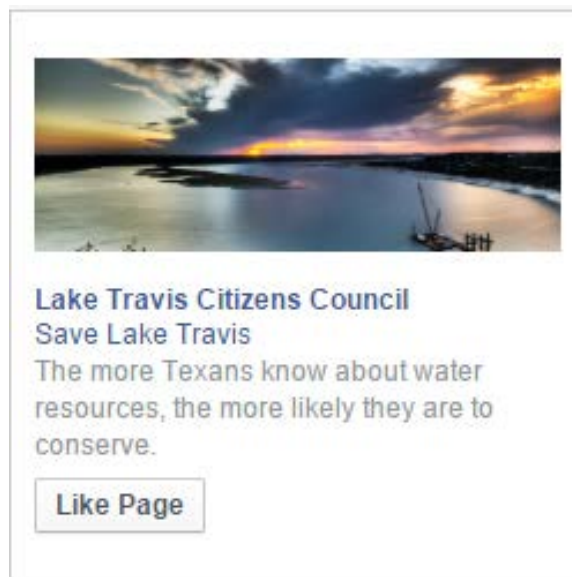 Lake Travis Citizens Council
Save Lake Travis
The more Texans know about water
resources, the more likely they are to
conserve.
Like Page